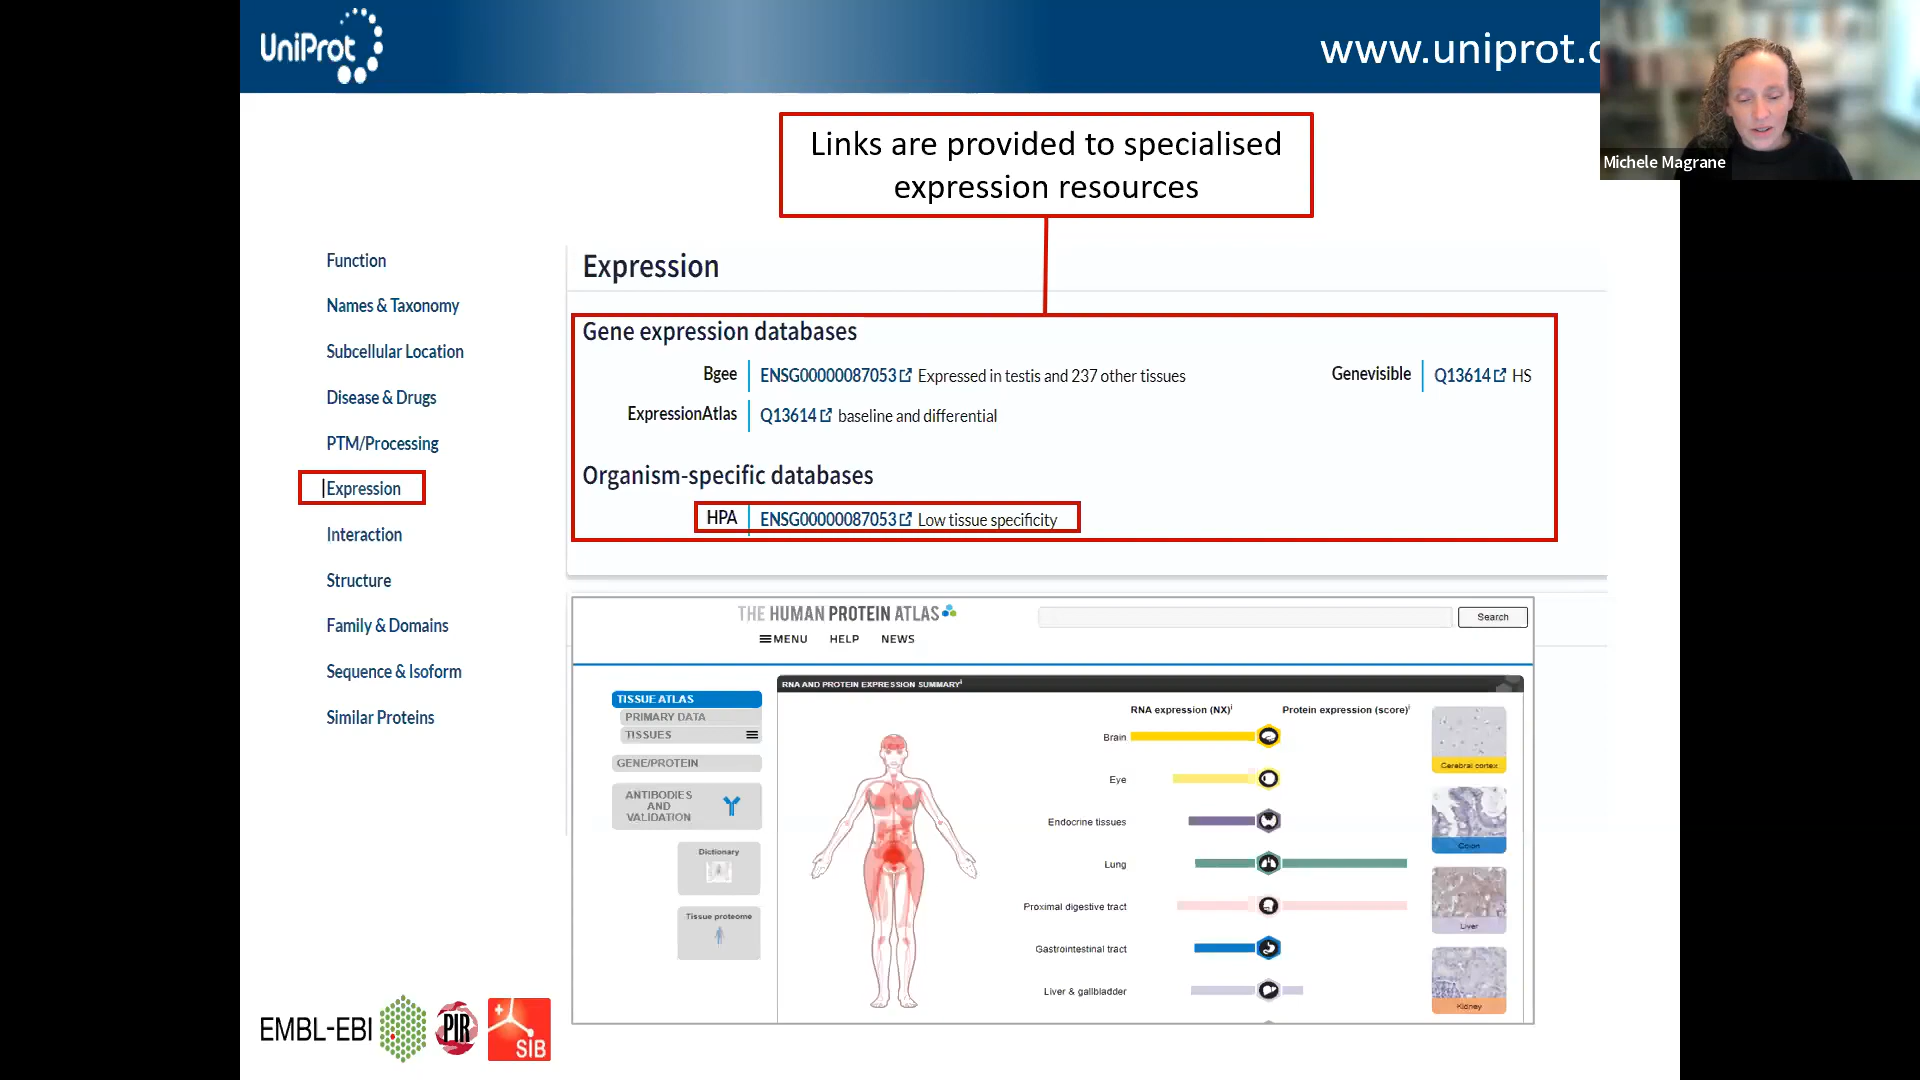 UniProt
www.uniprot.
Michele Magrane
Links are provided to specialised
expression resources
Function
Names & Taxonomy
Subcellular Location
Disease & Drugs
PTM/Processing
Expression
Interaction
Structure
Family & Domains
Sequence & Isoform
Similar Proteins
Expression
Gene expression databases
Bgee ENSG00000087053 Expressed in testis and 237 other tissues
Genevisible Q13614 HS
ExpressionAtlas Q13614 baseline and differential
Organism-specific databases
HPA ENSG00000087053 Low tissue specificity
THE HUMAN PROTEIN ATLAS
Search
MENU HELP NEWS
TISSUE ATLAS
PRIMARY DATA
TISSUES
GENE/PROTEIN
ANTIBODIES
AND
VALIDATION
Dictionary
Tissue proteome
RNA AND PROTEIN EXPRESSION SUMMARYi
RNA expression (NX)i Protein expression (score)i
Brain
Eye
Endocrine tissues
Lung
Proximal digestive tract
Gastrointestinal tract
Liver & gallbladder
Cerebral cortex
Colon
Liver
Kidney
EMBL-EBI
PIR
SIB